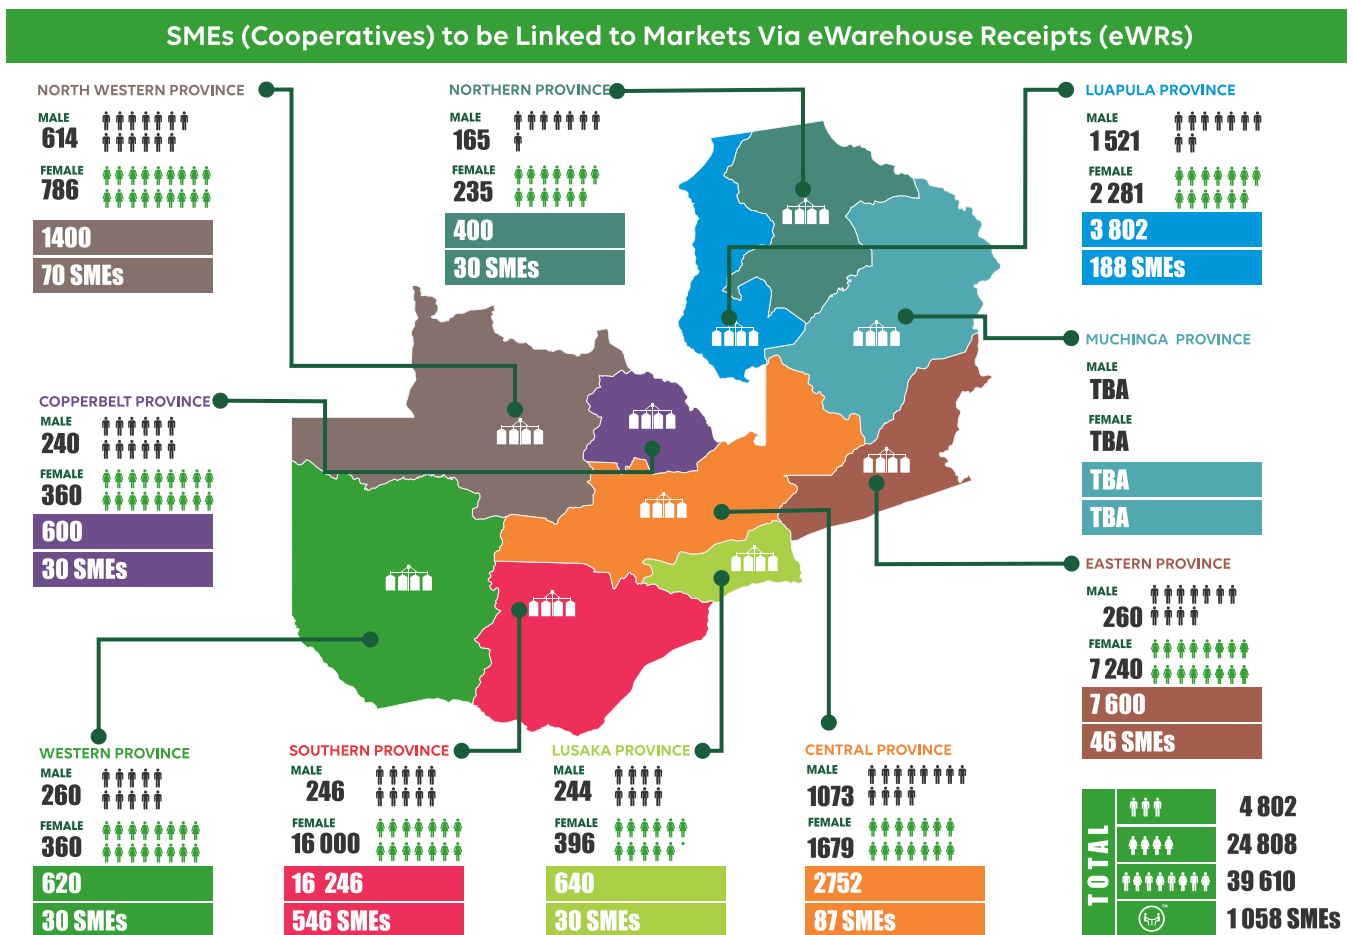 SMEs (Cooperatives) to be Linked to Markets Via eWarehouse Receipts (eWRs)
NORTH WESTERN PROVINCE
MALE
614
FEMALE
786
1400
70 SMEs
NORTHERN PROVINCE
MALE
165
FEMALE
235
400
30 SMEs
LUAPULA PROVINCE
MALE
1 521
FEMALE
2 281
3 802
188 SMEs
MUCHINGA PROVINCE
MALE
TBA
FEMALE
TBA
TBA
TBA
COPPERBELT PROVINCE
MALE
240
FEMALE
360
600
30 SMEs
EASTERN PROVINCE
MALE
260
FEMALE
7 240
7 600
46 SMEs
WESTERN PROVINCE
MALE
260
FEMALE
360
620
30 SMEs
SOUTHERN PROVINCE
MALE
246
FEMALE
16 000
16 246
546 SMEs
LUSAKA PROVINCE
MALE
244
FEMALE
396
640
30 SMEs
CENTRAL PROVINCE
MALE
1073
FEMALE
1679
2752
87 SMEs
TOTAL
4 802
24 808
39 610
1 058 SMEs